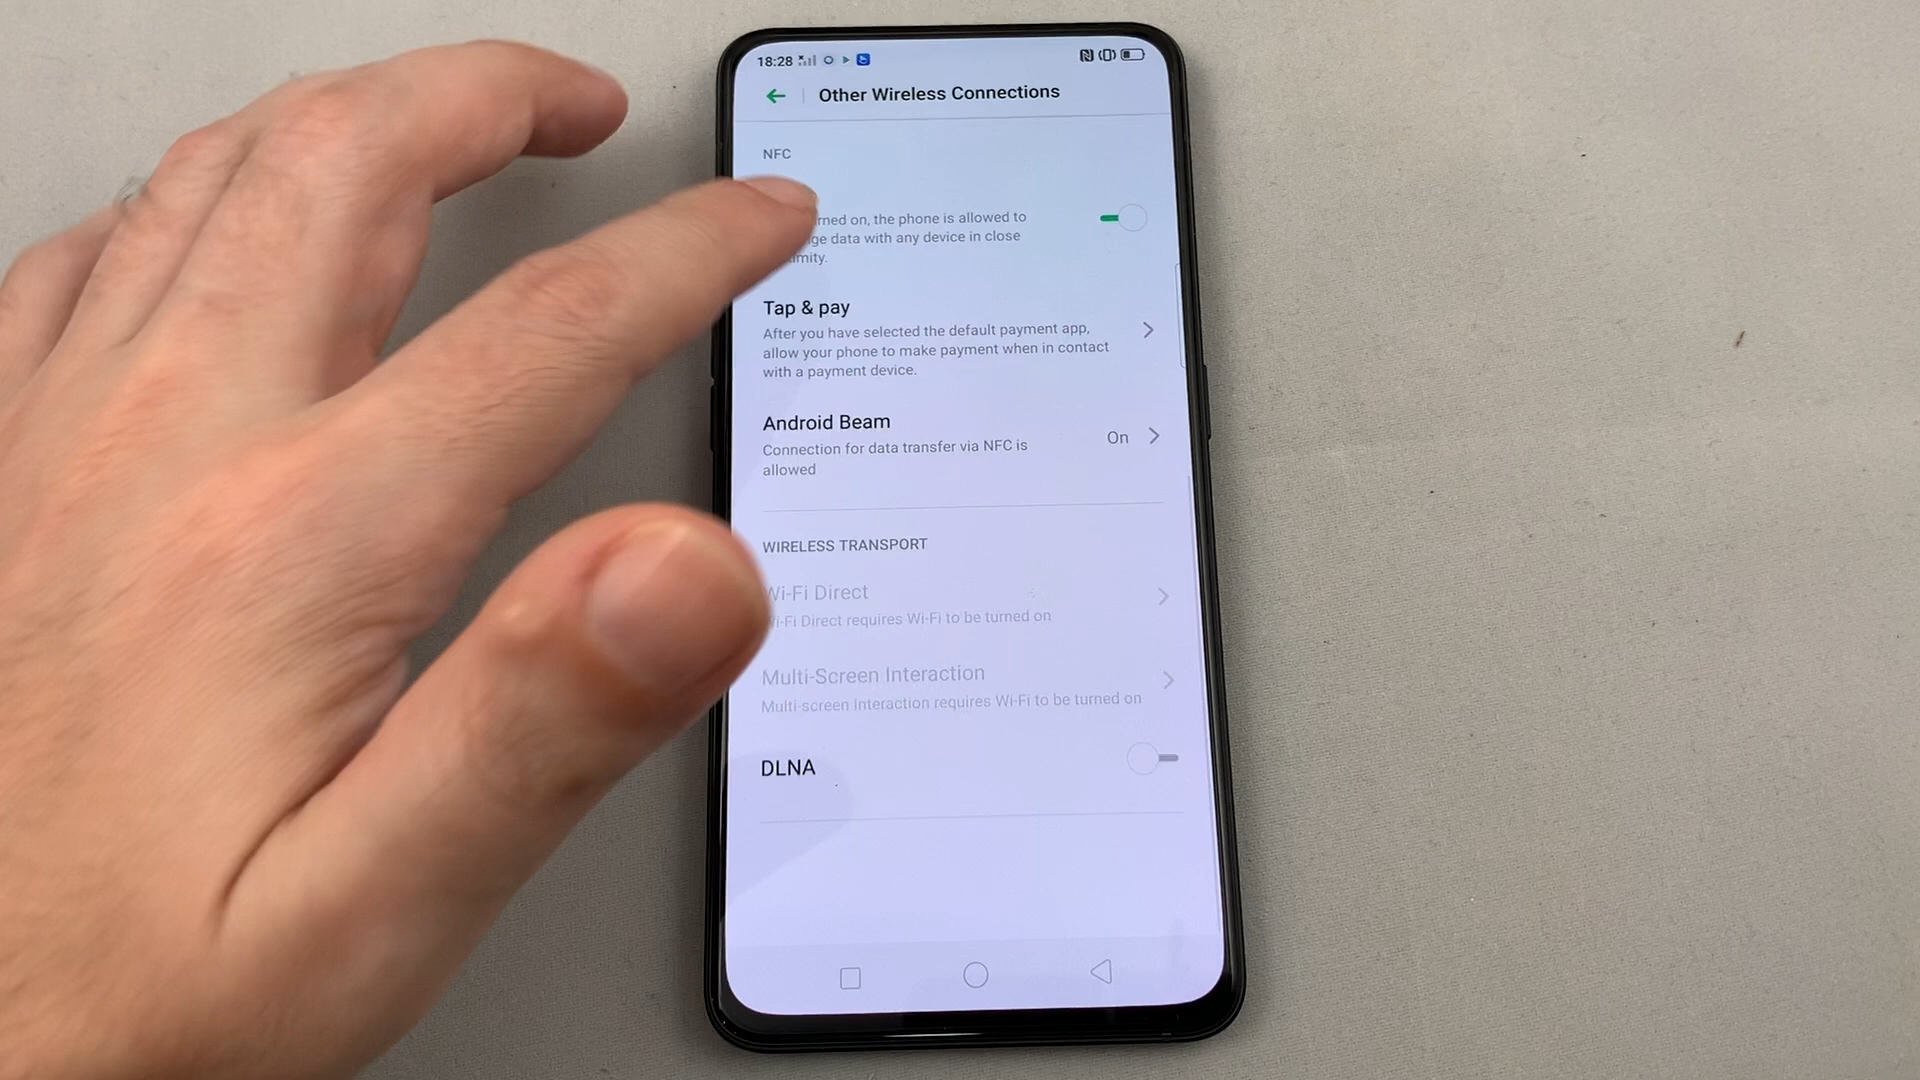 18:28
Other Wireless Connections
NFC
on, the phone is allowed to
data with any device in close
Tap & pay
After you have selected the default payment app,
allow your phone to make payment when in contact
with a payment device.
Android Beam
Connection for data transfer via NFC is
allowed
On
WIRELESS TRANSPORT
Wi-Fi Direct
Wi-Fi Direct requires Wi-Fi to be turned on
Multi-Screen Interaction
Multi-screen Interaction requires Wi-Fi to be turned on
DLNA